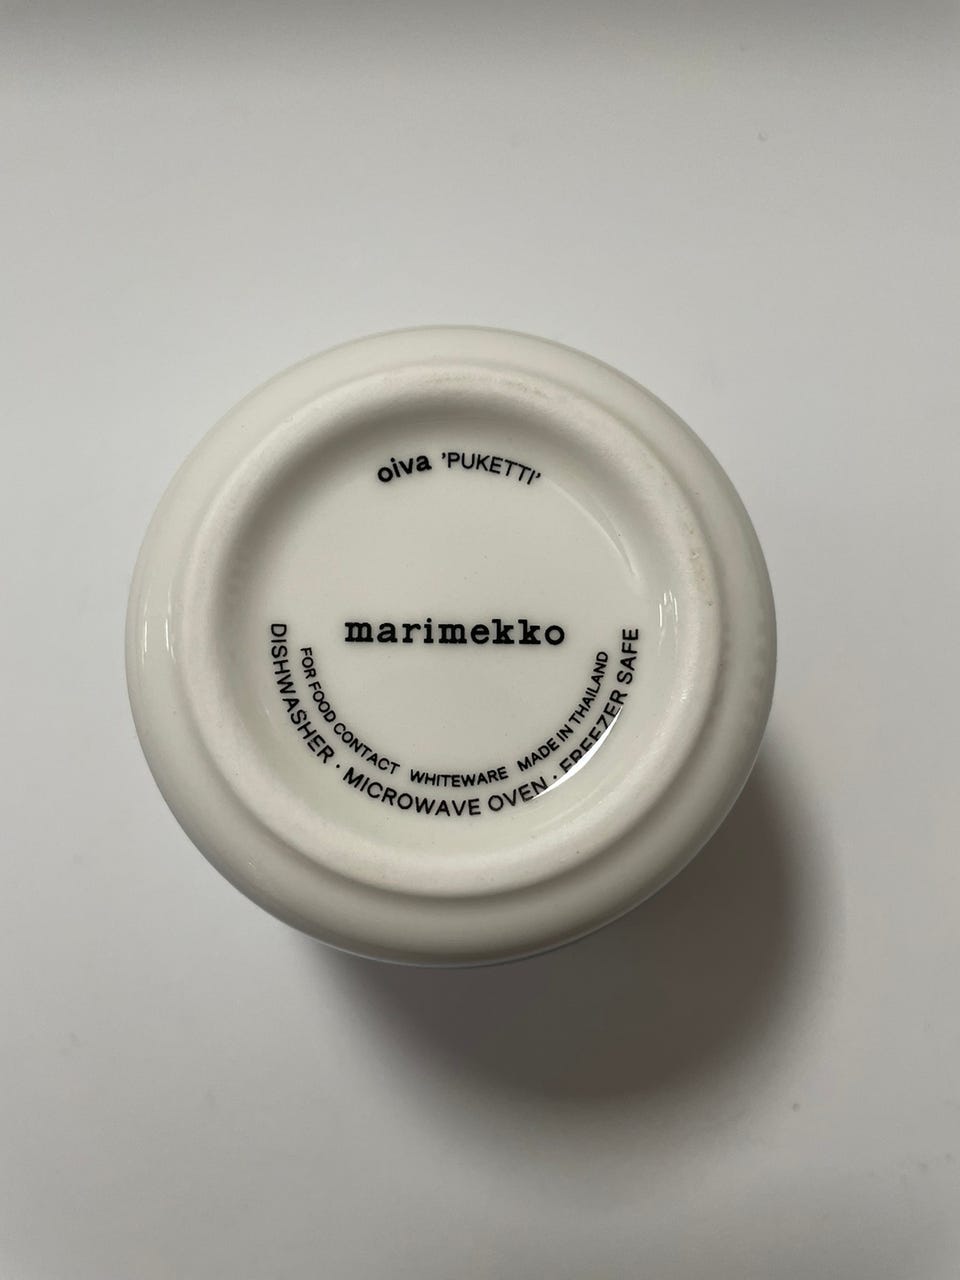 oiva 'PUKETTI'
marimekko
FOR FOOD CONTACT WHITEWARE MADE IN THAILAND
DISHWASHER · MICROWAVE OVEN · FREEZER SAFE